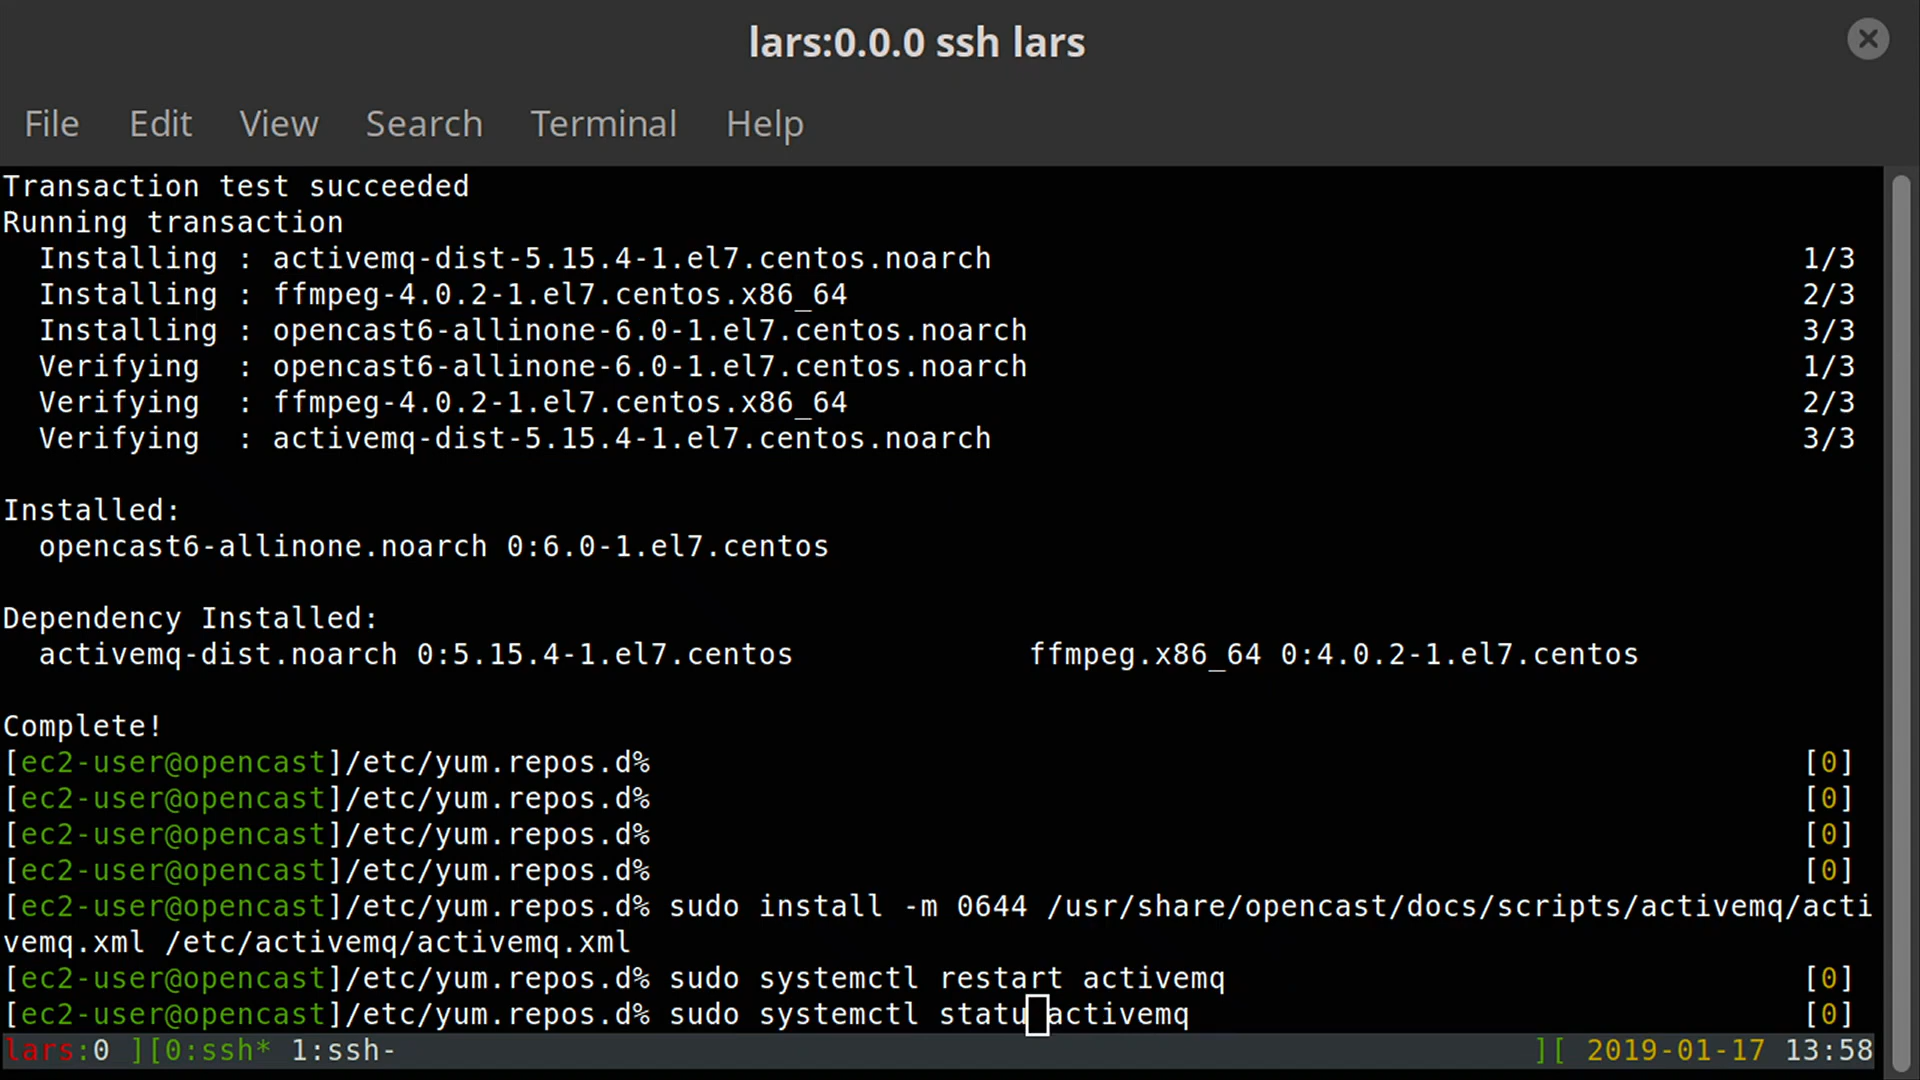 lars:0.0.0 ssh lars
File Edit View Search Terminal Help
Transaction test succeeded
Running transaction
  Installing : activemq-dist-5.15.4-1.el7.centos.noarch 1/3
  Installing : ffmpeg-4.0.2-1.el7.centos.x86_64 2/3
  Installing : opencast6-allinone-6.0-1.el7.centos.noarch 3/3
  Verifying  : opencast6-allinone-6.0-1.el7.centos.noarch 1/3
  Verifying  : ffmpeg-4.0.2-1.el7.centos.x86_64 2/3
  Verifying  : activemq-dist-5.15.4-1.el7.centos.noarch 3/3
Installed:
  opencast6-allinone.noarch 0:6.0-1.el7.centos
Dependency Installed:
  activemq-dist.noarch 0:5.15.4-1.el7.centos ffmpeg.x86_64 0:4.0.2-1.el7.centos
Complete!
[ec2-user@opencast]/etc/yum.repos.d% [0]
[ec2-user@opencast]/etc/yum.repos.d% [0]
[ec2-user@opencast]/etc/yum.repos.d% [0]
[ec2-user@opencast]/etc/yum.repos.d% [0]
[ec2-user@opencast]/etc/yum.repos.d% sudo install -m 0644 /usr/share/opencast/docs/scripts/activemq/acti
vemq.xml /etc/activemq/activemq.xml
[ec2-user@opencast]/etc/yum.repos.d% sudo systemctl restart activemq [0]
[ec2-user@opencast]/etc/yum.repos.d% sudo systemctl statu activemq [0]
lars:0 ][0:ssh* 1:ssh- ][ 2019-01-17 13:58